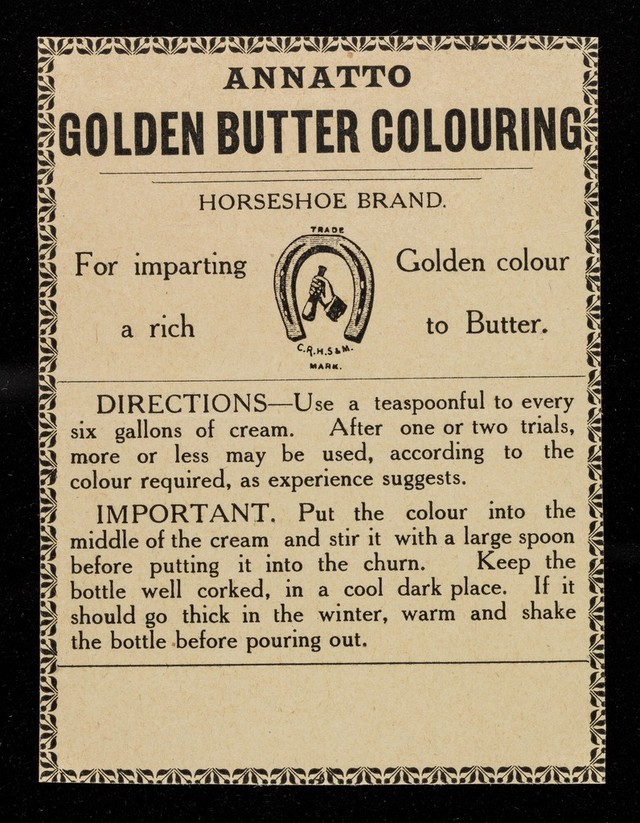 ANNATTO
GOLDEN BUTTER COLOURING
HORSESHOE BRAND.
TRADE
For imparting
a rich
Golden colour
to Butter.
C.R.H.S & M.
MARK.
DIRECTIONS—Use a teaspoonful to every
six gallons of cream. After one or two trials,
more or less may be used, according to the
colour required, as experience suggests.
IMPORTANT. Put the colour into the
middle of the cream and stir it with a large spoon
before putting it into the churn. Keep the
bottle well corked, in a cool dark place. If it
should go thick in the winter, warm and shake
the bottle before pouring out.